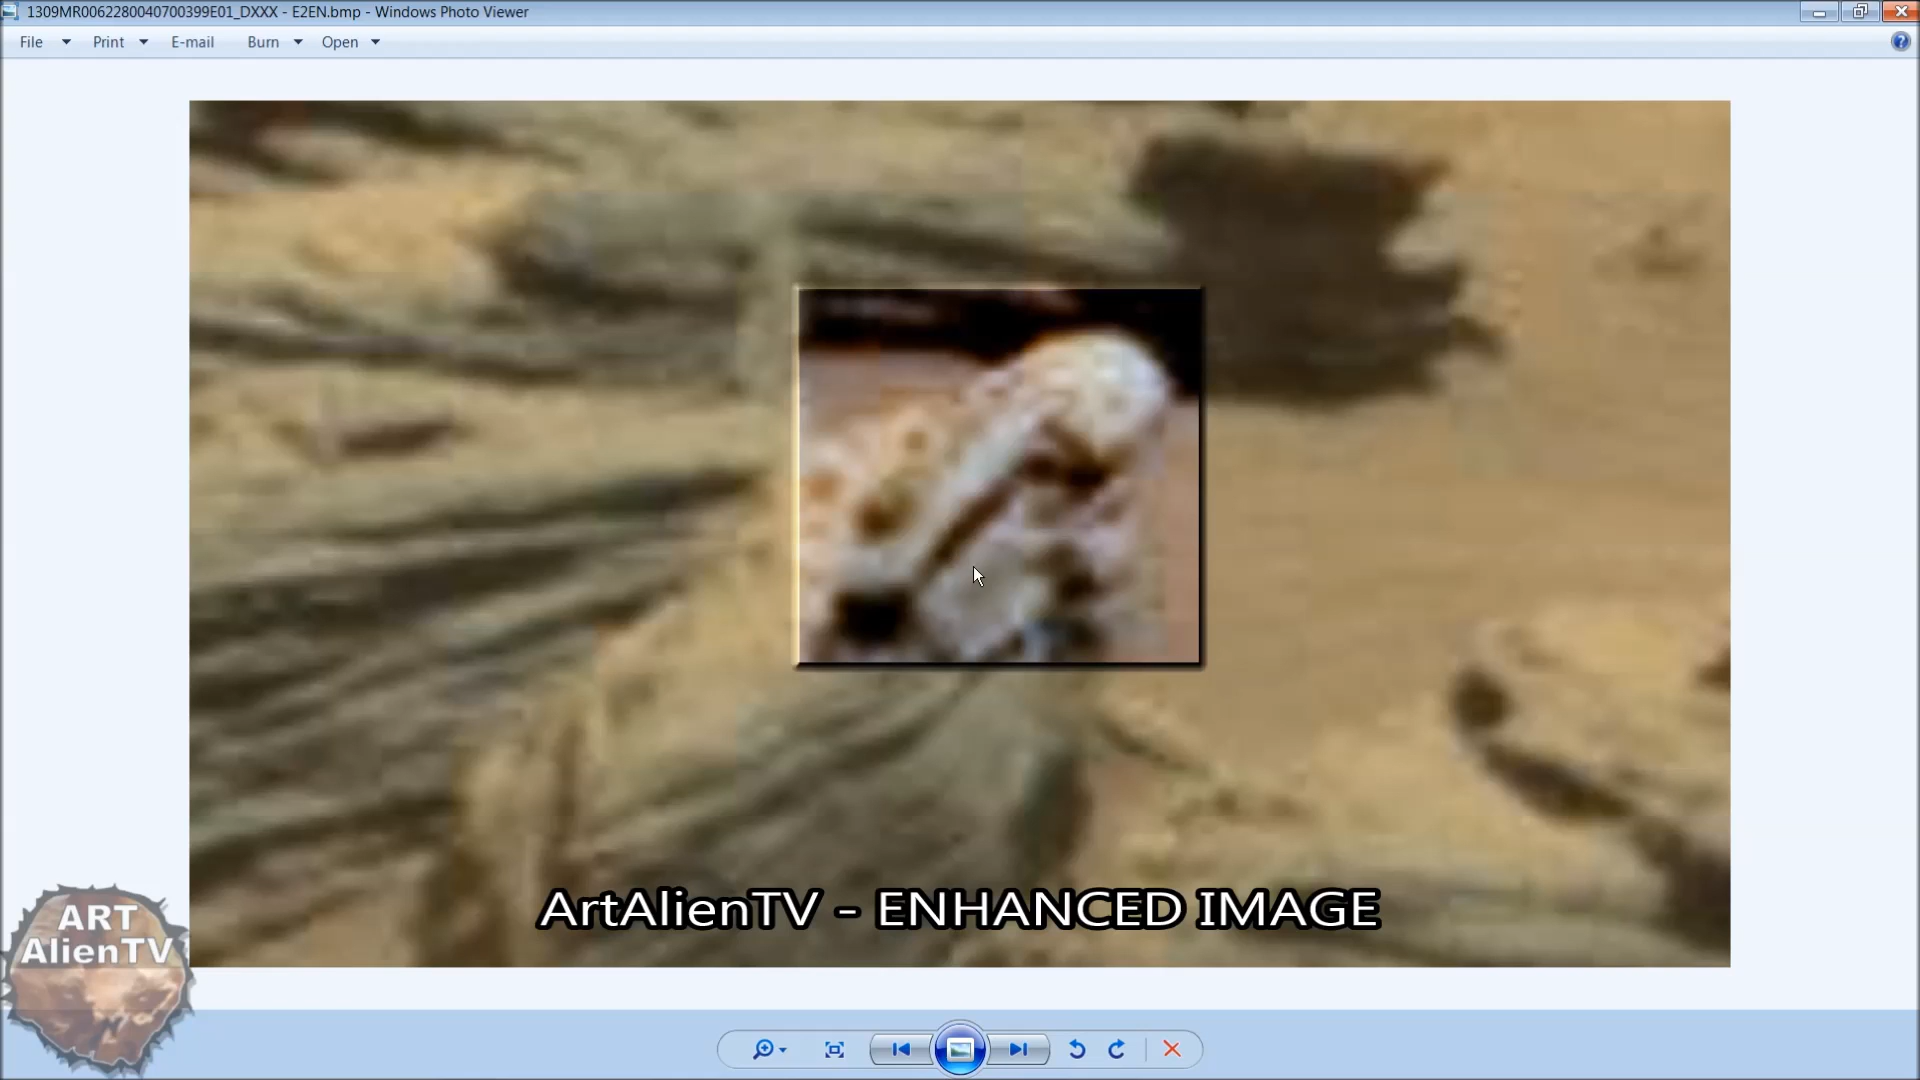 1309MR0062280040700399E01_DXXX - E2EN.bmp - Windows Photo Viewer
File Print E-mail Burn Open
?
ArtAlienTV - ENHANCED IMAGE
ART
AlienTV